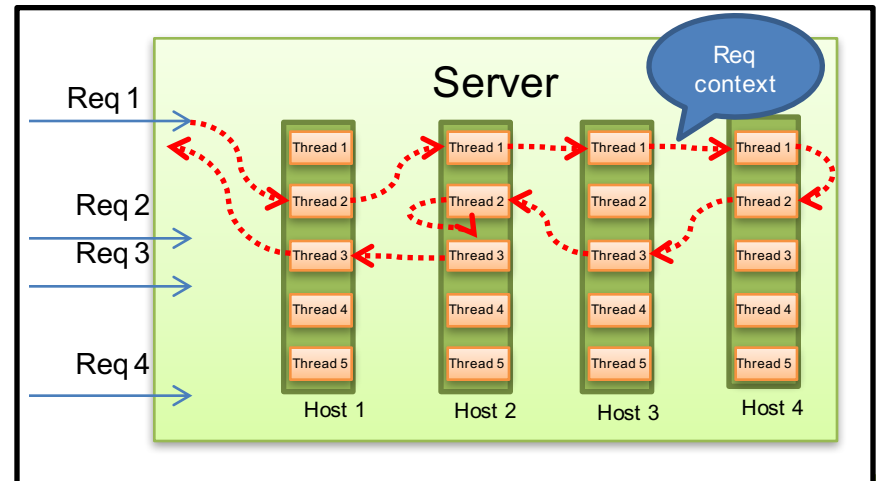 Req
context
Server
Req 1
Req 2
Req 3
Req 4
Thread 1
Thread 2
Thread 3
Thread 4
Thread 5
Host 1
Thread 1
Thread 2
Thread 3
Thread 4
Thread 5
Host 2
Thread 1
Thread 2
Thread 3
Thread 4
Thread 5
Host 3
Thread 1
Thread 2
Thread 3
Thread 4
Thread 5
Host 4